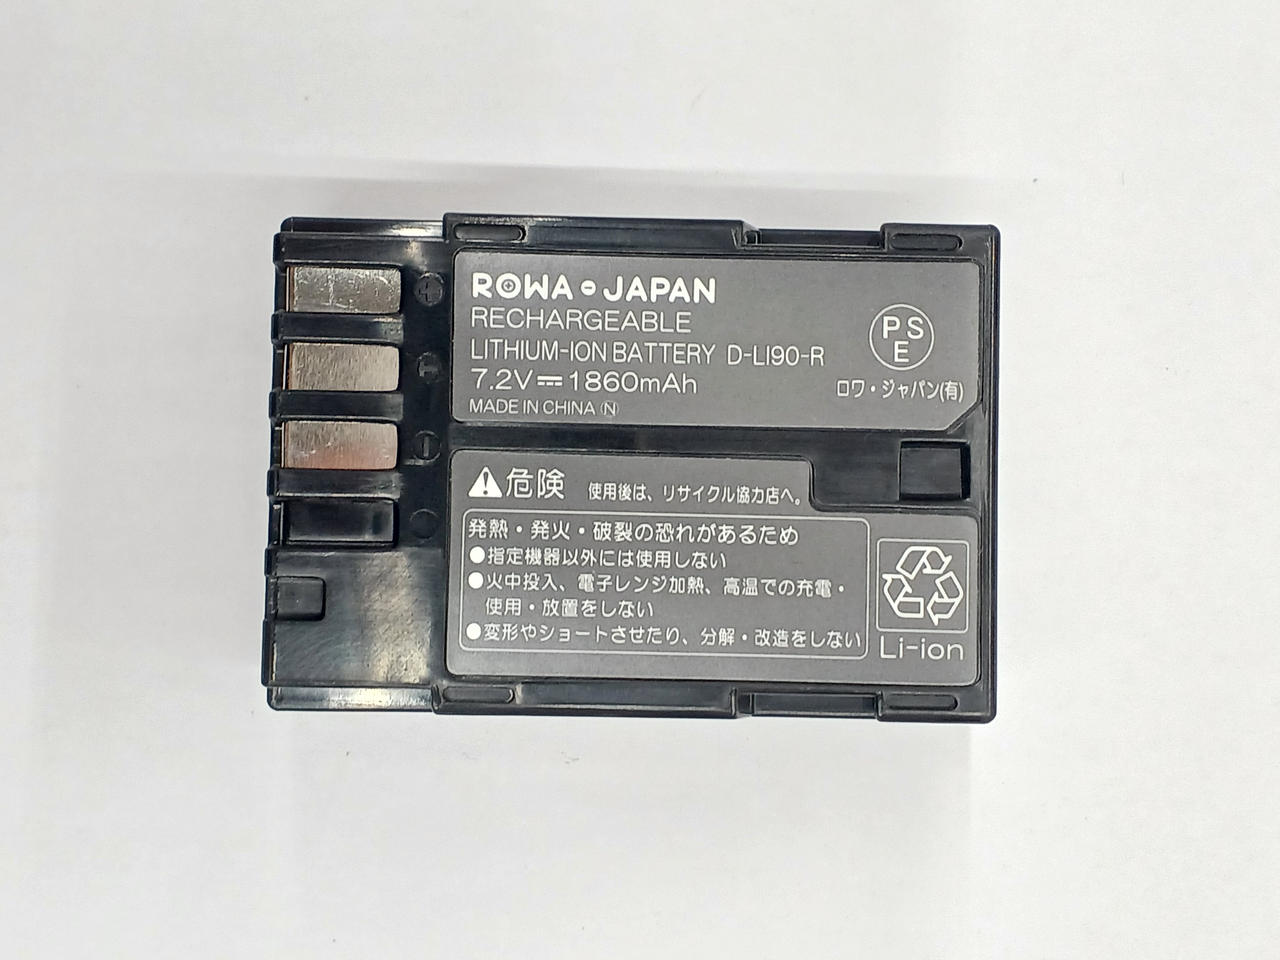 ROWA JAPAN
RECHARGEABLE
LITHIUM-ION BATTERY D-LI90-R
7.2V⎓1860mAh
MADE IN CHINA Ⓝ
PSE
ロワ・ジャパン(有)
⚠危険 使用後は、リサイクル協力店へ。
発熱・発火・破裂の恐れがあるため
●指定機器以外には使用しない
●火中投入、電子レンジ加熱、高温での充電・
使用・放置をしない
●変形やショートさせたり、分解・改造をしない
Li-ion